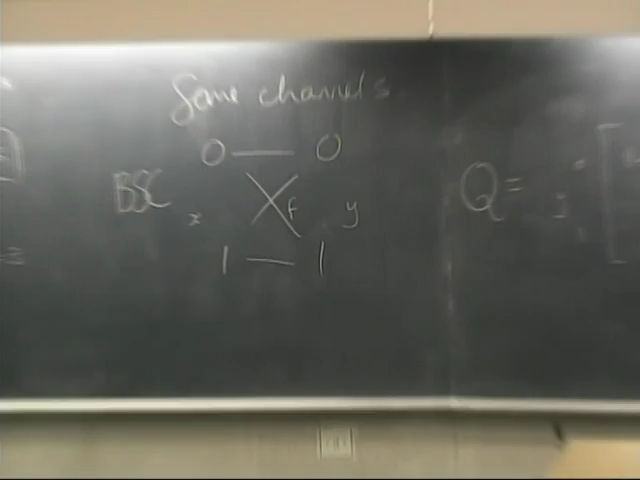 Some channels
0 — 0
BSC x f y
1 — 1
Q =